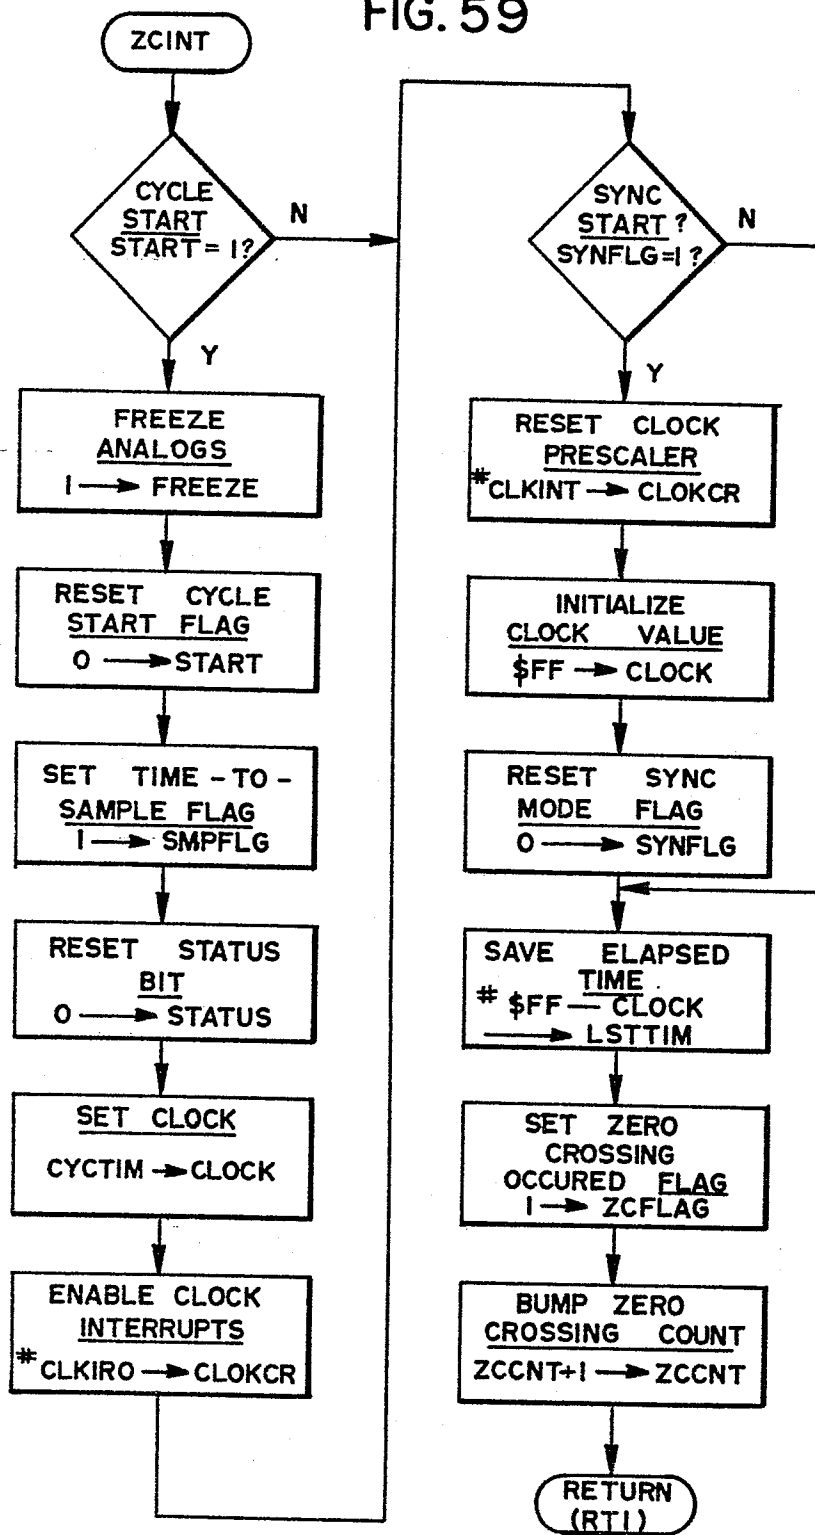 FIG. 59
ZCINT
CYCLE
START
START = 1?
N
Y
FREEZE
ANALOGS
1 → FREEZE
RESET CYCLE
START FLAG
0 → START
SET TIME-TO-
SAMPLE FLAG
1 → SMPFLG
RESET STATUS
BIT
0 → STATUS
SET CLOCK
CYCTIM → CLOCK
ENABLE CLOCK
INTERRUPTS
# CLKIRO → CLOKCR
SYNC
START ?
SYNFLG=1 ?
N
Y
RESET CLOCK
PRESCALER
# CLKINT → CLOKCR
INITIALIZE
CLOCK VALUE
$FF → CLOCK
RESET SYNC
MODE FLAG
0 → SYNFLG
SAVE ELAPSED
TIME
# $FF — CLOCK
→ LSTTIM
SET ZERO
CROSSING
OCCURED FLAG
1 → ZCFLAG
BUMP ZERO
CROSSING COUNT
ZCCNT+1 → ZCCNT
RETURN
(RTI)